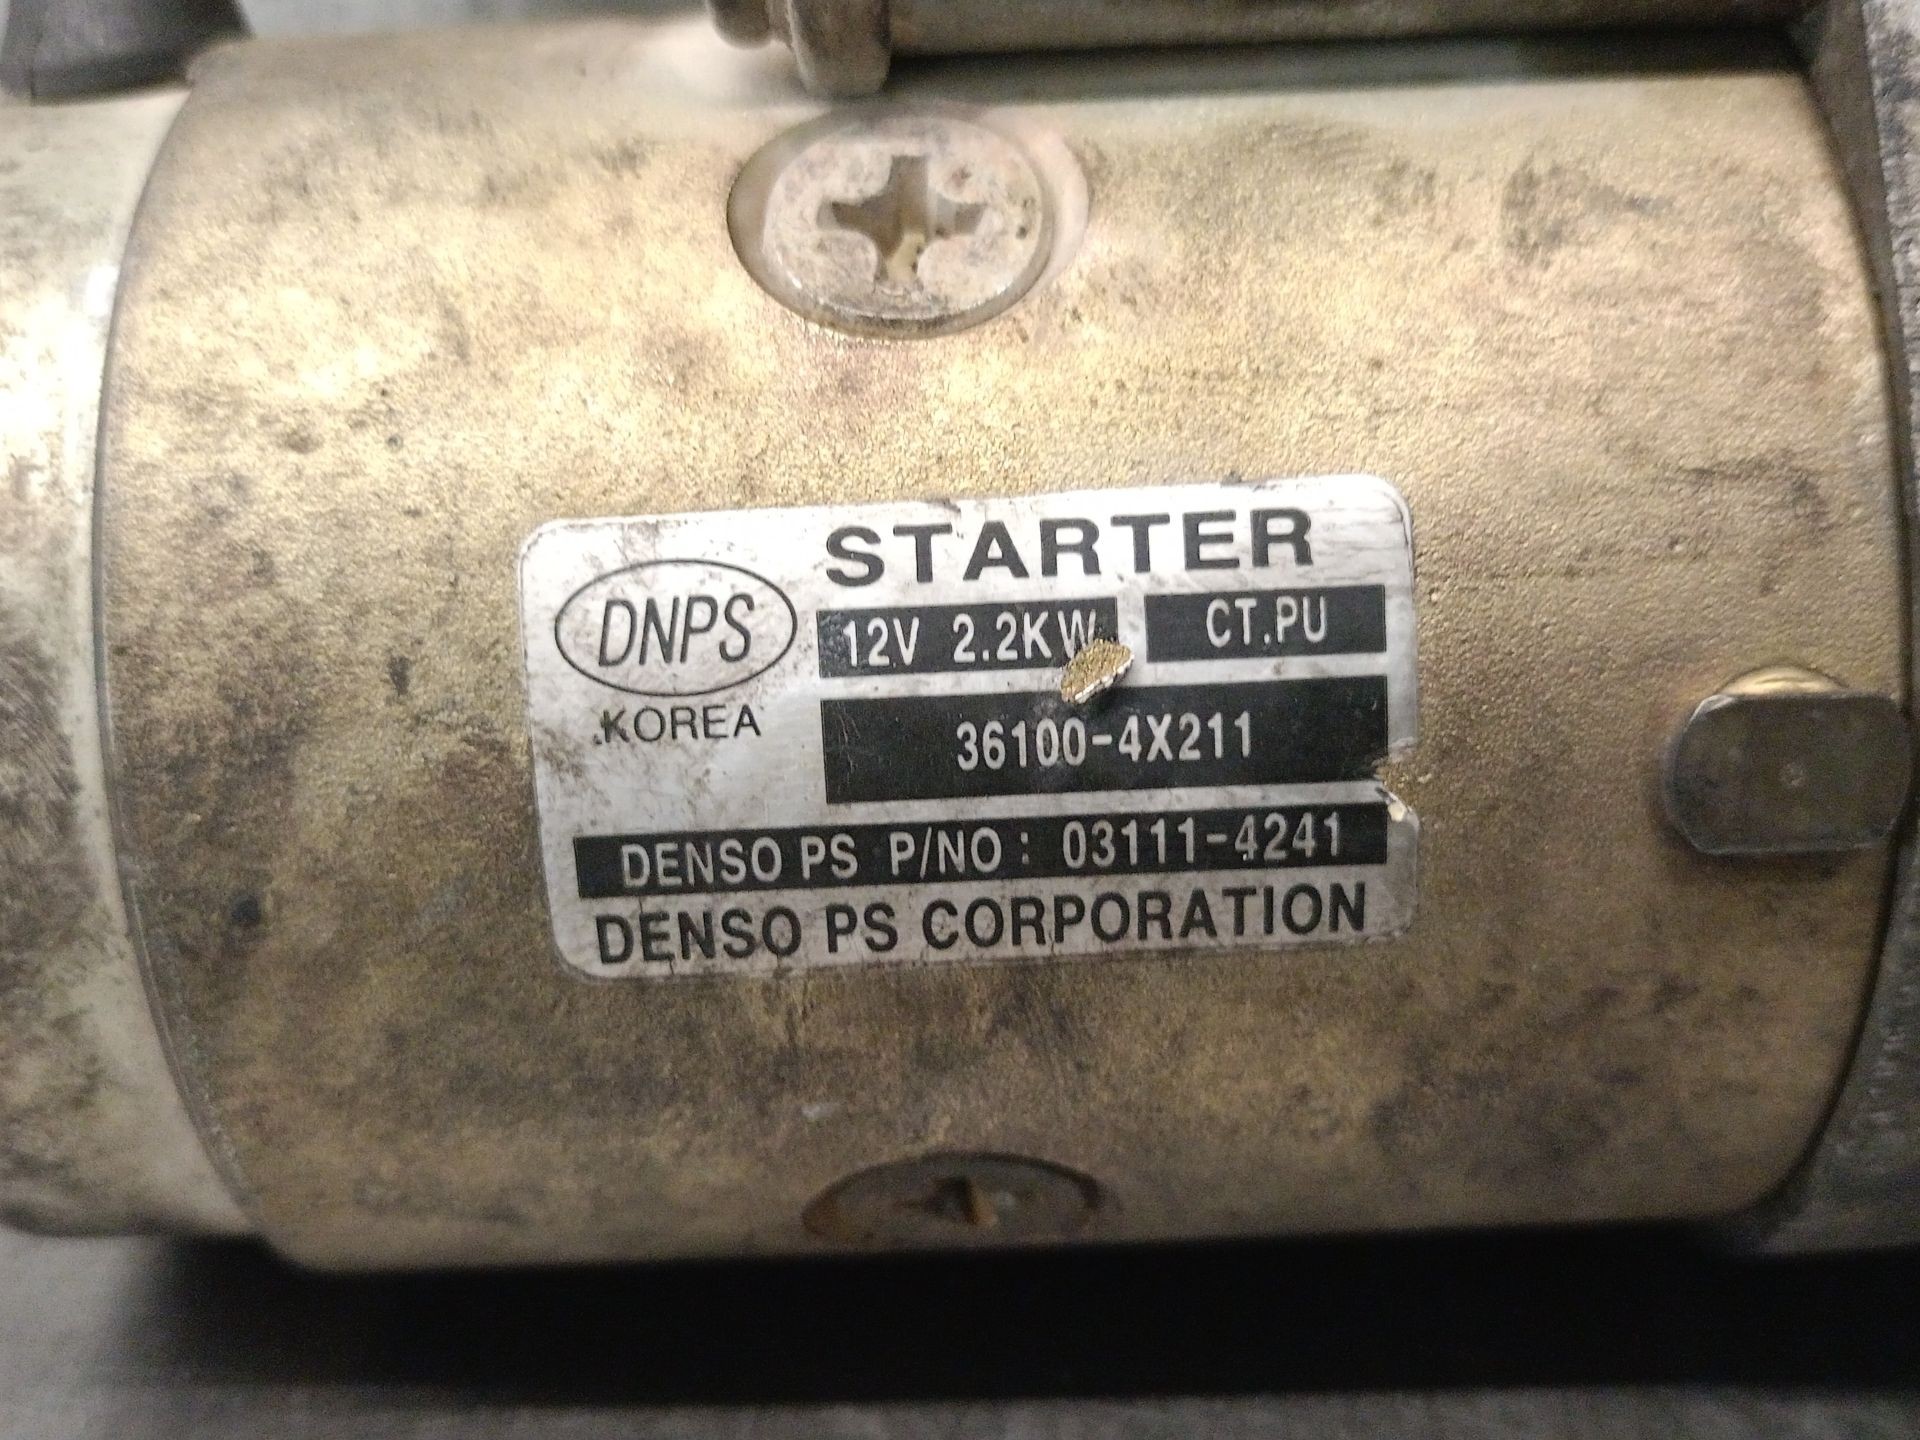 STARTER
DNPS
12V 2.2KW CT.PU
KOREA
36100-4X211
DENSO PS P/NO: 03111-4241
DENSO PS CORPORATION